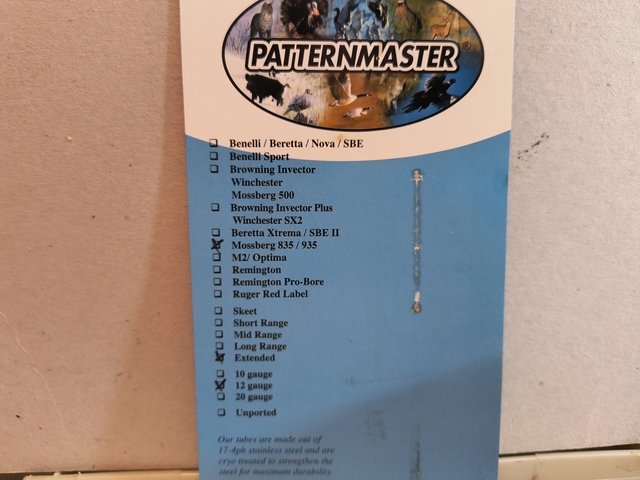 PATTERNMASTER®
Benelli / Beretta / Nova / SBE
Benelli Sport
Browning Invector
Winchester
Mossberg 500
Browning Invector Plus
Winchester SX2
Beretta Xtrema / SBE II
Mossberg 835 / 935
M2/ Optima
Remington
Remington Pro-Bore
Ruger Red Label
Skeet
Short Range
Mid Range
Long Range
Extended
10 gauge
12 gauge
20 gauge
Unported
Our tubes are made out of
17-4ph stainless steel and are
cryo treated to strengthen the
steel for maximum durability.